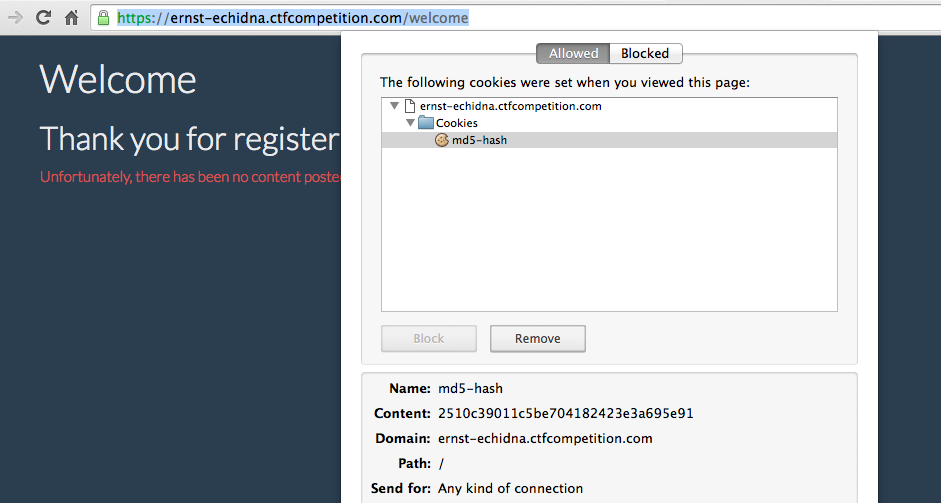 https://ernst-echidna.ctfcompetition.com/welcome
Welcome
Thank you for register
Unfortunately, there has been no content
Allowed Blocked
The following cookies were set when you viewed this page:
ernst-echidna.ctfcompetition.com
Cookies
md5-hash
Block Remove
Name: md5-hash
Content: 2510c39011c5be704182423e3a695e91
Domain: ernst-echidna.ctfcompetition.com
Path: /
Send for: Any kind of connection